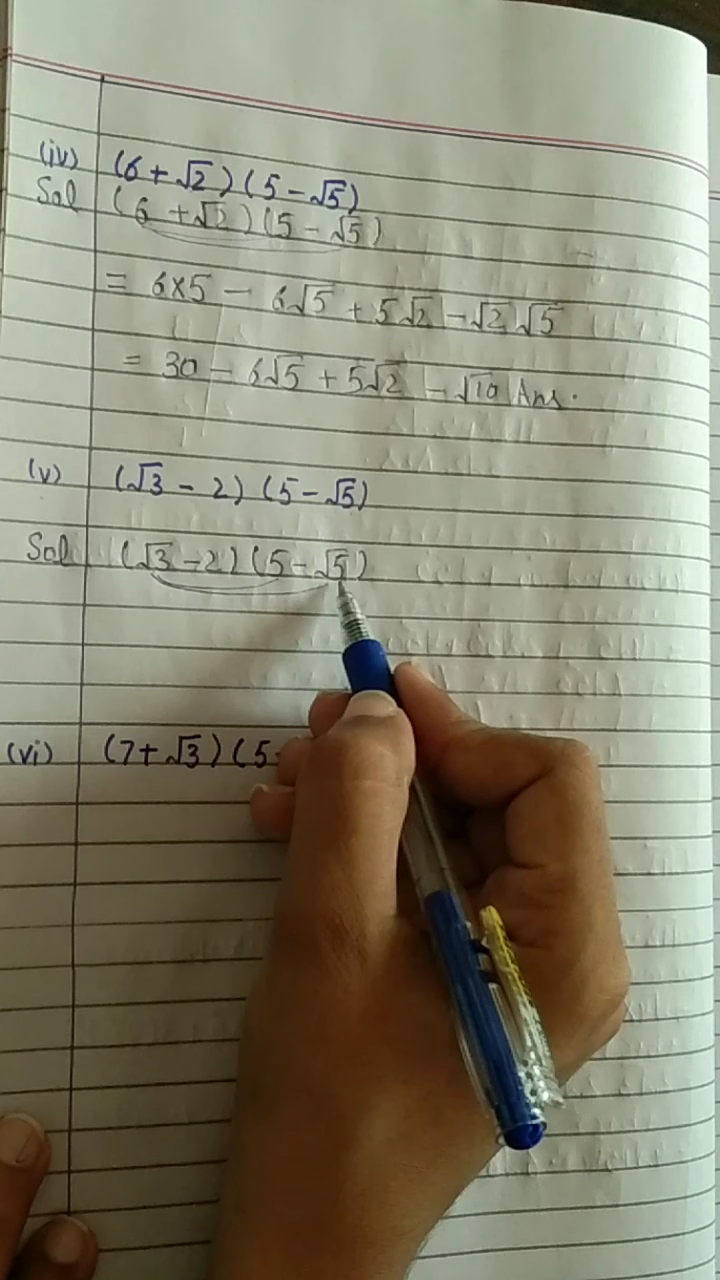 (iv) (6 + √2) (5 - √5)
Sol (6 + √2) (5 - √5)
= 6×5 - 6√5 + 5√2 - √2 √5
= 30 - 6√5 + 5√2 - √10 Ans.
(v) (√3 - 2) (5 - √5)
Sol (√3 - 2) (5 - √5)
(vi) (7 + √3) (5